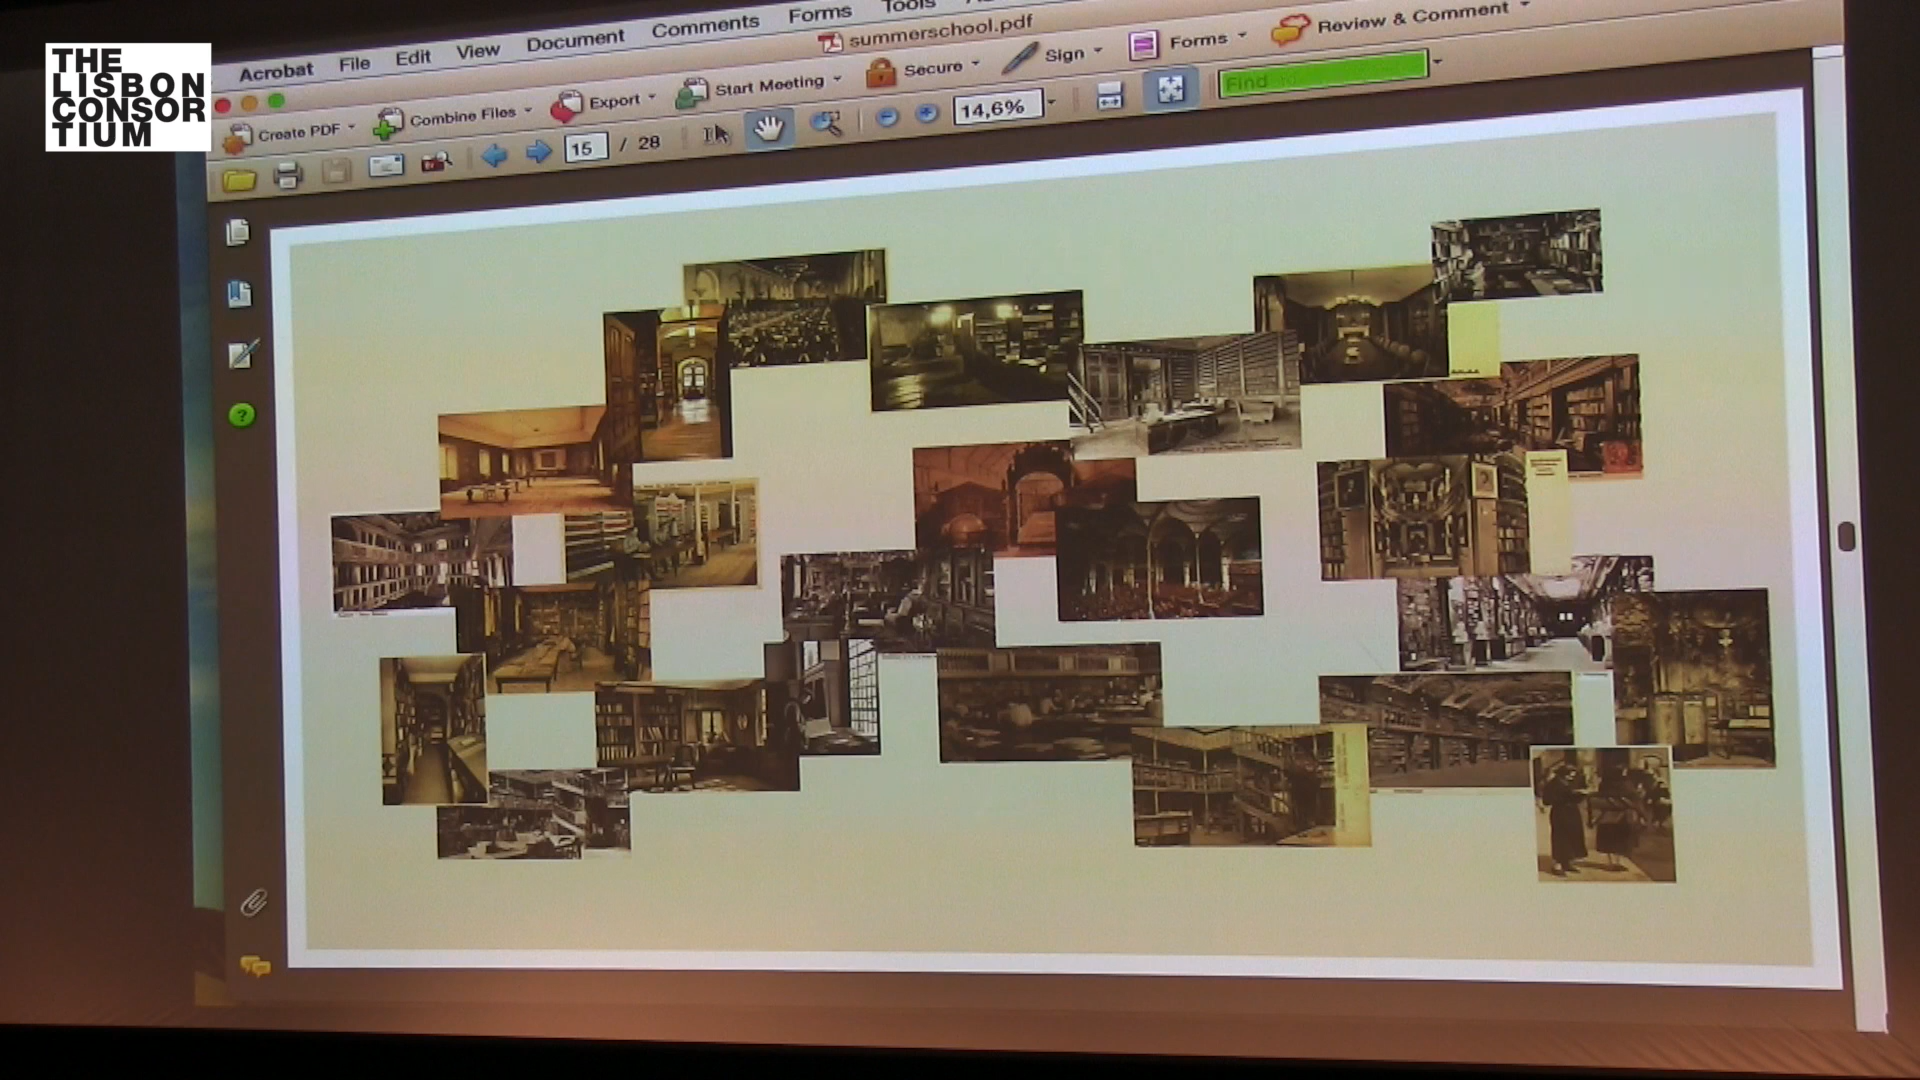 THE
LISBON
CONSOR
TIUM
Acrobat File Edit View Document Comments Forms Tools
summerschool.pdf
Create PDF Combine Files Export Start Meeting Secure Sign Forms Review & Comment
15 / 28 14,6% Find